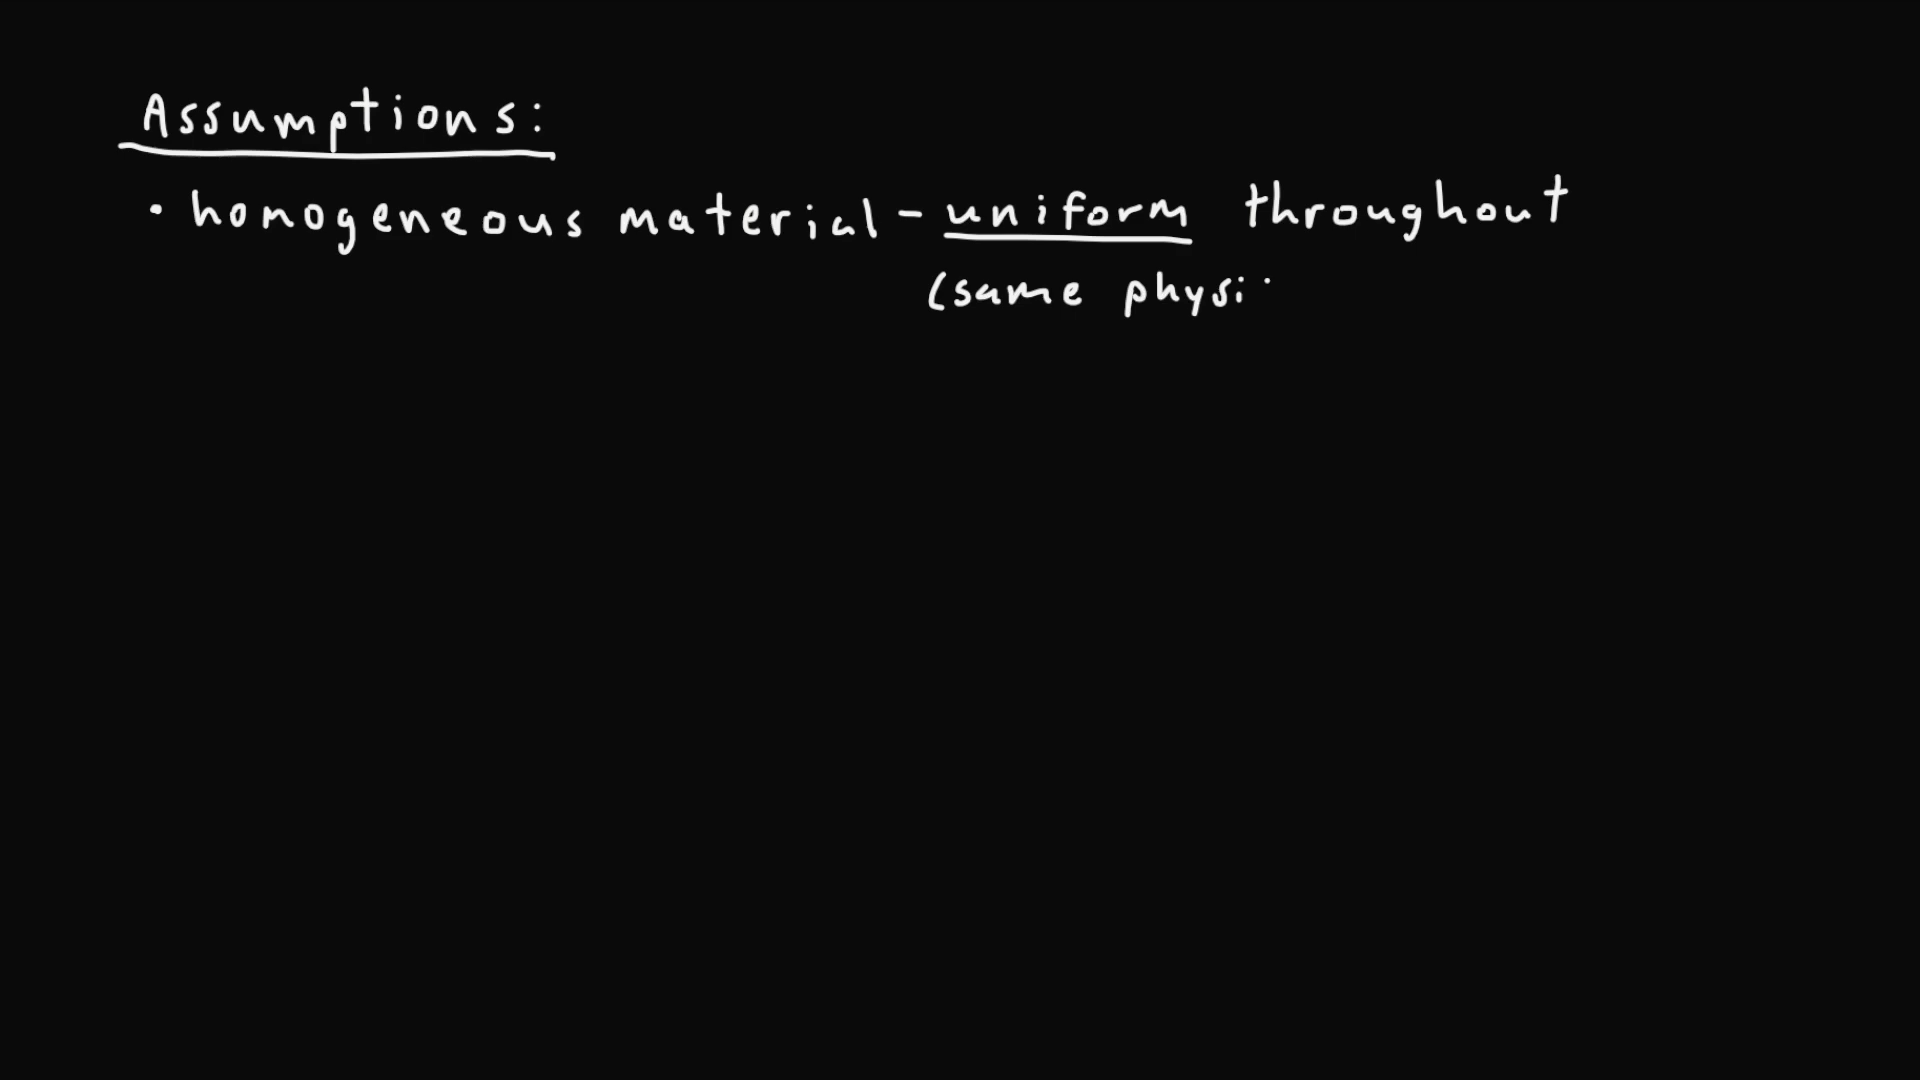 Assumptions:
• homogeneous material - uniform throughout
(same physi